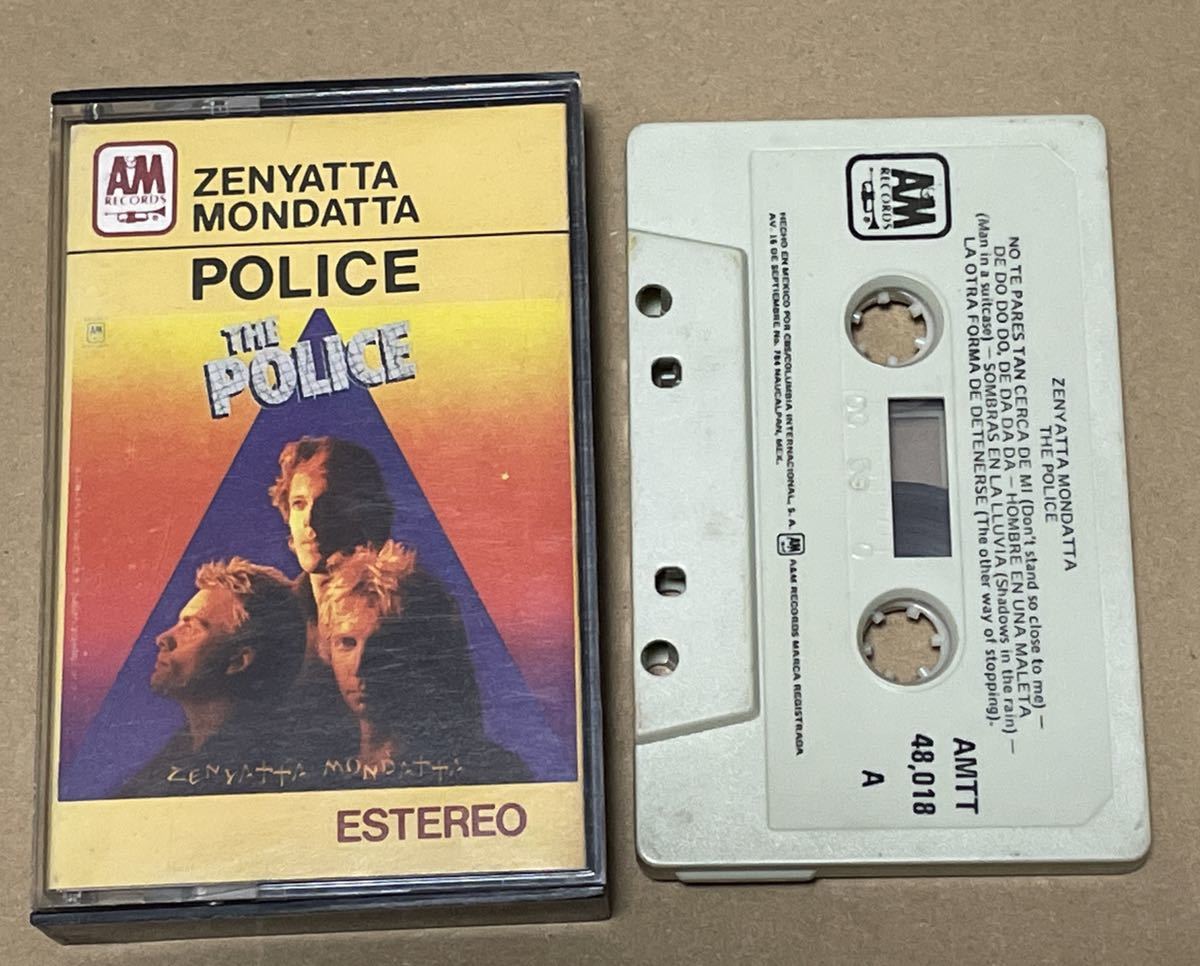 A&M
RECORDS
ZENYATTA
MONDATTA
POLICE
A&M
THE
POLICE
ZENYATTA MONDATTA
ESTEREO
A&M
RECORDS
ZENYATTA MONDATTA
THE POLICE
NO TE PARES TAN CERCA DE MI (Don't stand so close to me) —
DE DO DO DO, DE DA DA DA — HOMBRE EN UNA MALETA
(Man in a suitcase) — SOMBRAS EN LA LLUVIA (Shadows in the rain) —
LA OTRA FORMA DE DETENERSE (The other way of stopping).
AMTT
48,018
A
HECHO EN MEXICO POR CBS/COLUMBIA INTERNACIONAL, S. A. A&M A&M RECORDS MARCA REGISTRADA
AV. 16 DE SEPTIEMBRE No. 784 NAUCALPAN, MEX.